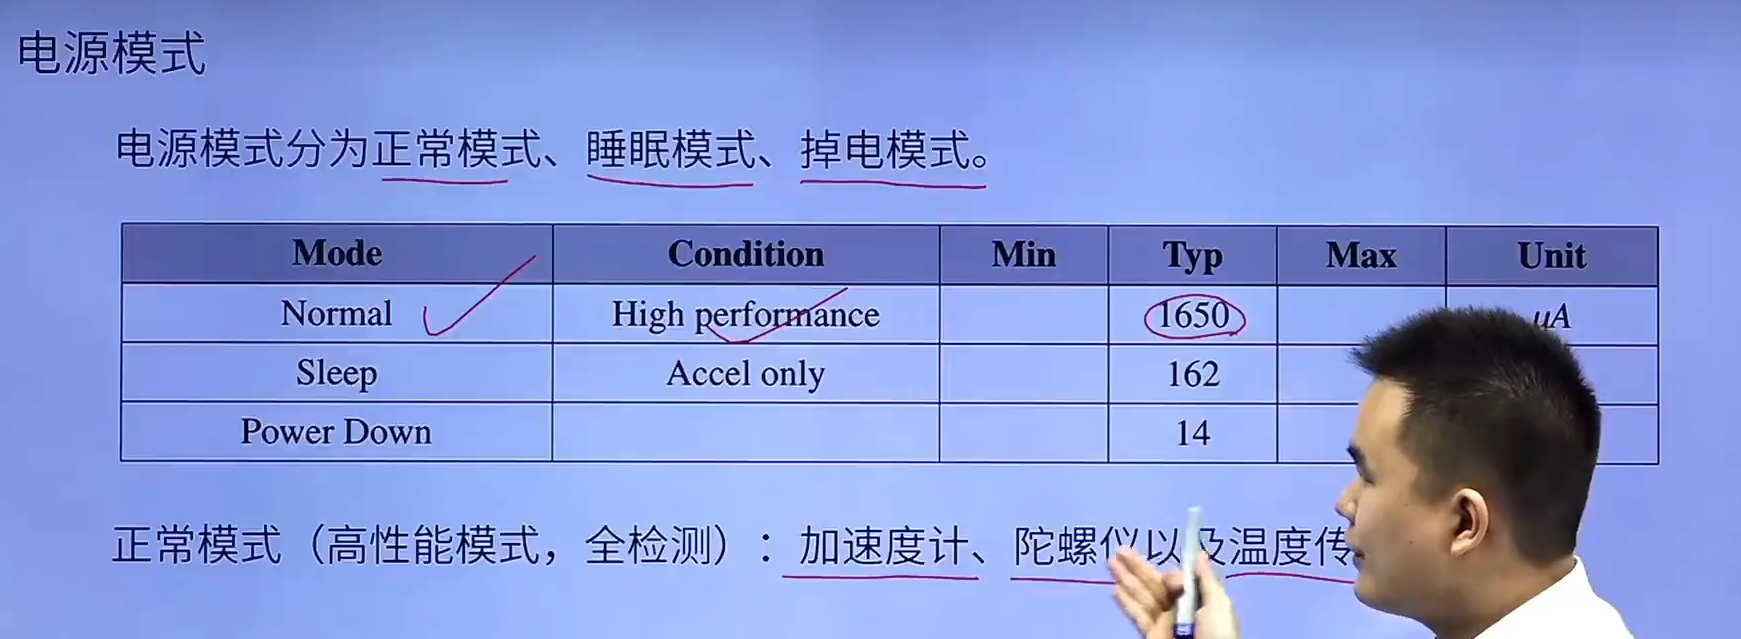 电源模式
电源模式分为正常模式、睡眠模式、掉电模式。
Mode Condition Min Typ Max Unit
Normal High performance 1650 uA
Sleep Accel only 162
Power Down 14
正常模式（高性能模式，全检测）：加速度计、陀螺仪以及温度传